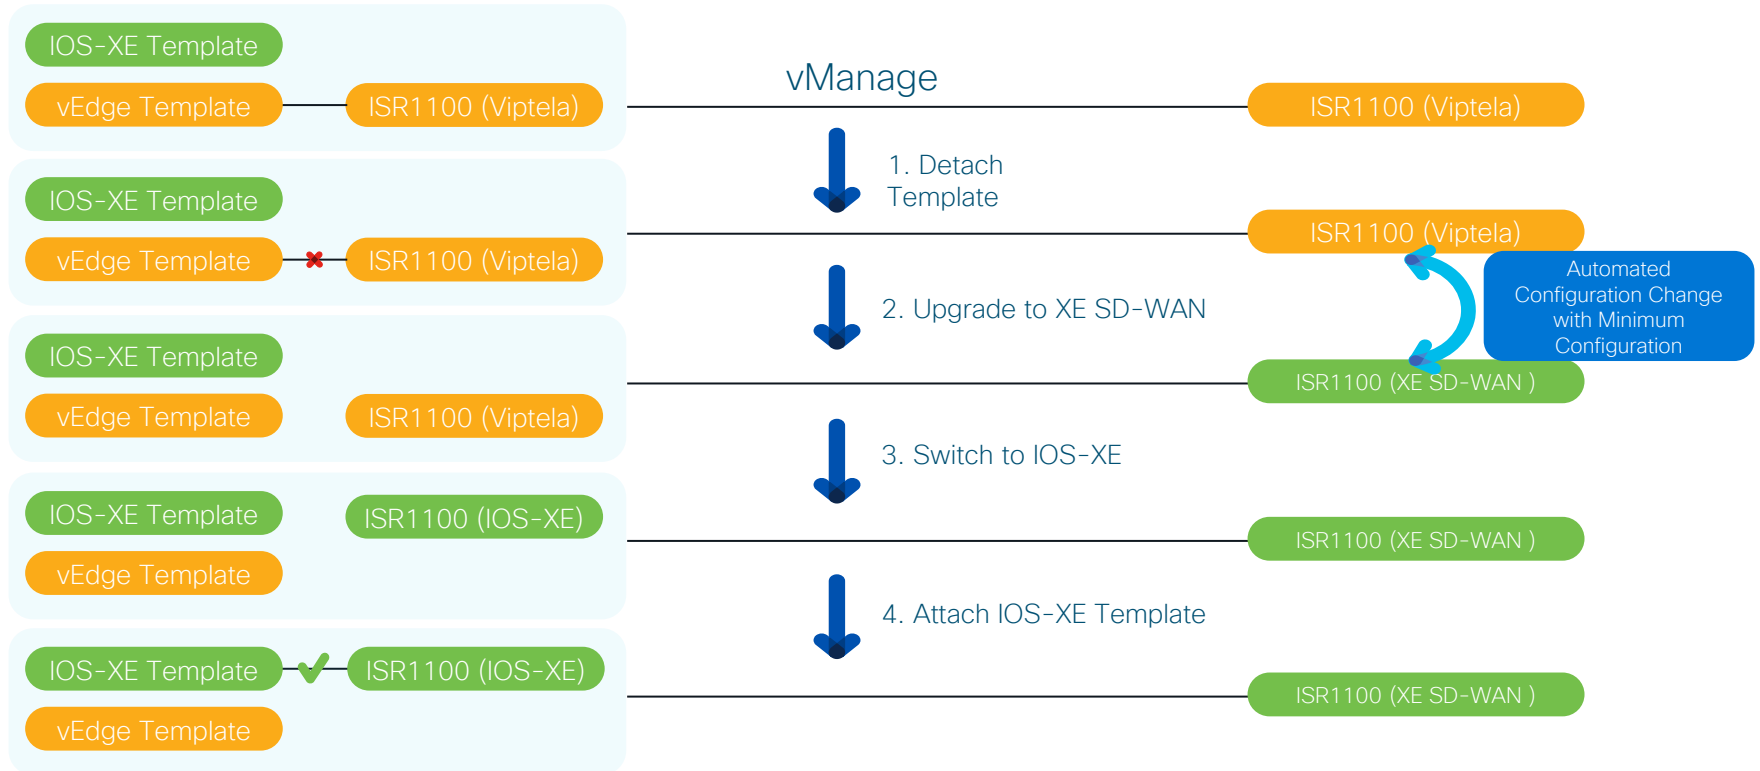 IOS-XE Template
vEdge Template
ISR1100 (Viptela)
vManage
ISR1100 (Viptela)
1. Detach
Template
IOS-XE Template
vEdge Template
ISR1100 (Viptela)
ISR1100 (Viptela)
Automated
Configuration Change
with Minimum
Configuration
2. Upgrade to XE SD-WAN
IOS-XE Template
vEdge Template
ISR1100 (Viptela)
ISR1100 (XE SD-WAN )
3. Switch to IOS-XE
IOS-XE Template
ISR1100 (IOS-XE)
vEdge Template
ISR1100 (XE SD-WAN )
4. Attach IOS-XE Template
IOS-XE Template
ISR1100 (IOS-XE)
vEdge Template
ISR1100 (XE SD-WAN )